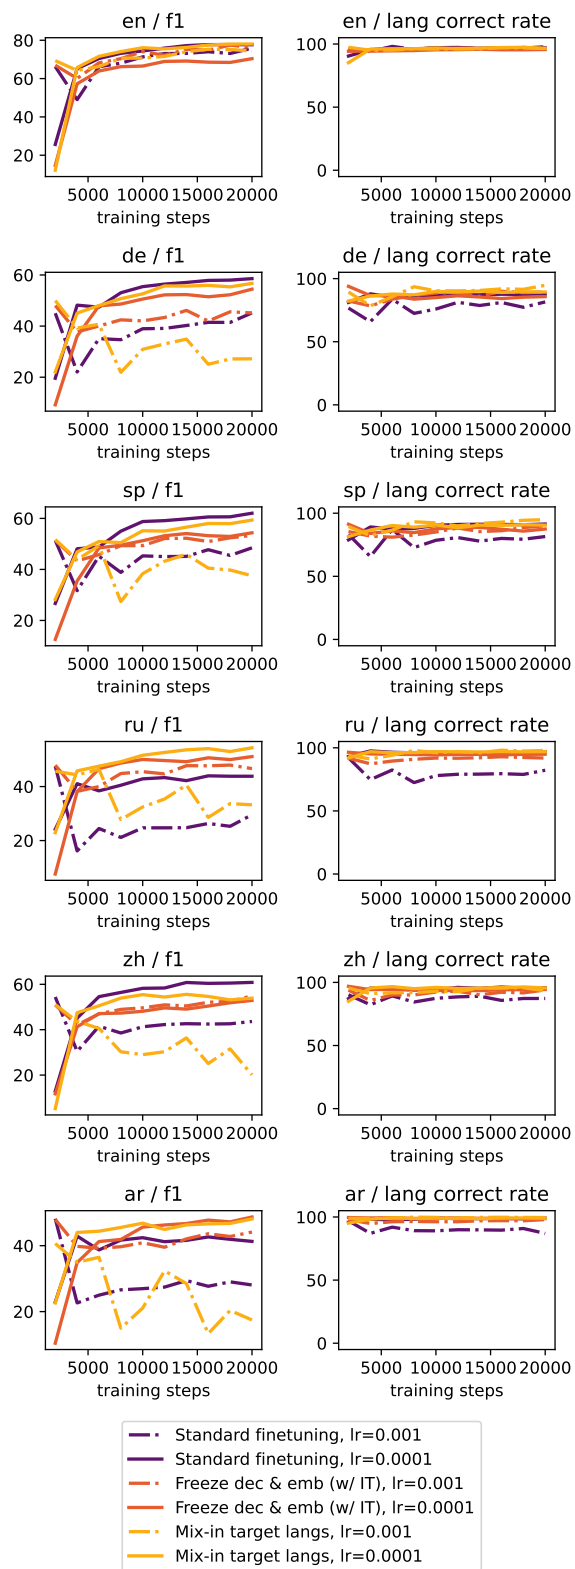 en / f1
en / lang correct rate
80
60
40
20
100
50
0
5000 10000 15000 20000
5000 10000 15000 20000
training steps
training steps
de / f1
de / lang correct rate
60
40
20
100
50
0
5000 10000 15000 20000
5000 10000 15000 20000
training steps
training steps
sp / f1
sp / lang correct rate
60
40
20
100
50
0
5000 10000 15000 20000
5000 10000 15000 20000
training steps
training steps
ru / f1
ru / lang correct rate
40
20
100
50
0
5000 10000 15000 20000
5000 10000 15000 20000
training steps
training steps
zh / f1
zh / lang correct rate
60
40
20
100
50
0
5000 10000 15000 20000
5000 10000 15000 20000
training steps
training steps
ar / f1
ar / lang correct rate
40
20
100
50
0
5000 10000 15000 20000
5000 10000 15000 20000
training steps
training steps
Standard finetuning, lr=0.001
Standard finetuning, lr=0.0001
Freeze dec & emb (w/ IT), lr=0.001
Freeze dec & emb (w/ IT), lr=0.0001
Mix-in target langs, lr=0.001
Mix-in target langs, lr=0.0001